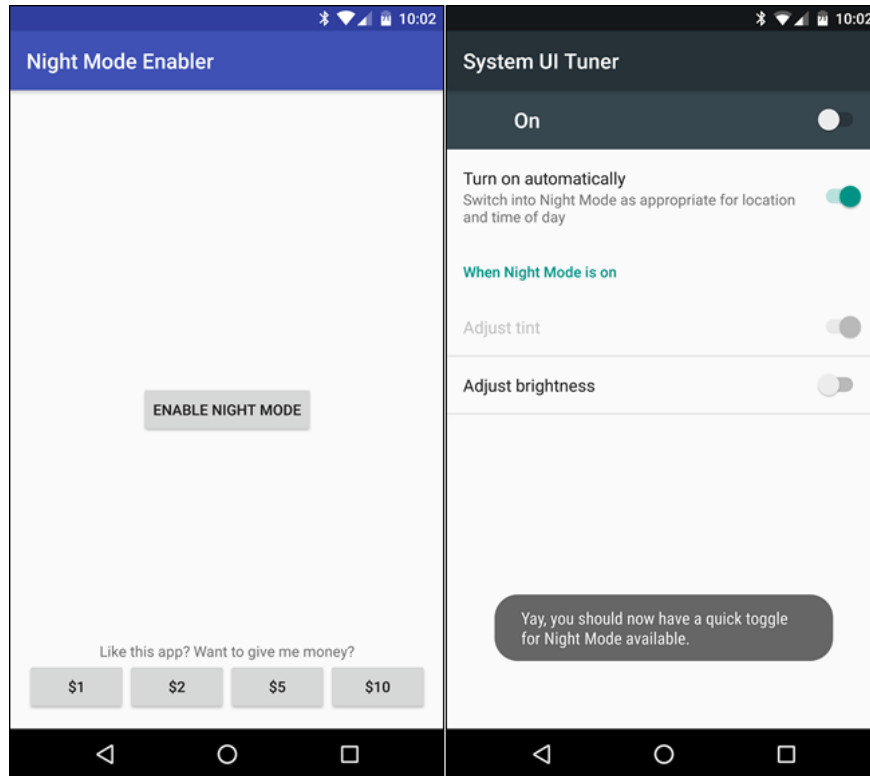 10:02
Night Mode Enabler
ENABLE NIGHT MODE
Like this app? Want to give me money?
$1 $2 $5 $10
10:02
System UI Tuner
On
Turn on automatically
Switch into Night Mode as appropriate for location
and time of day
When Night Mode is on
Adjust tint
Adjust brightness
Yay, you should now have a quick toggle
for Night Mode available.